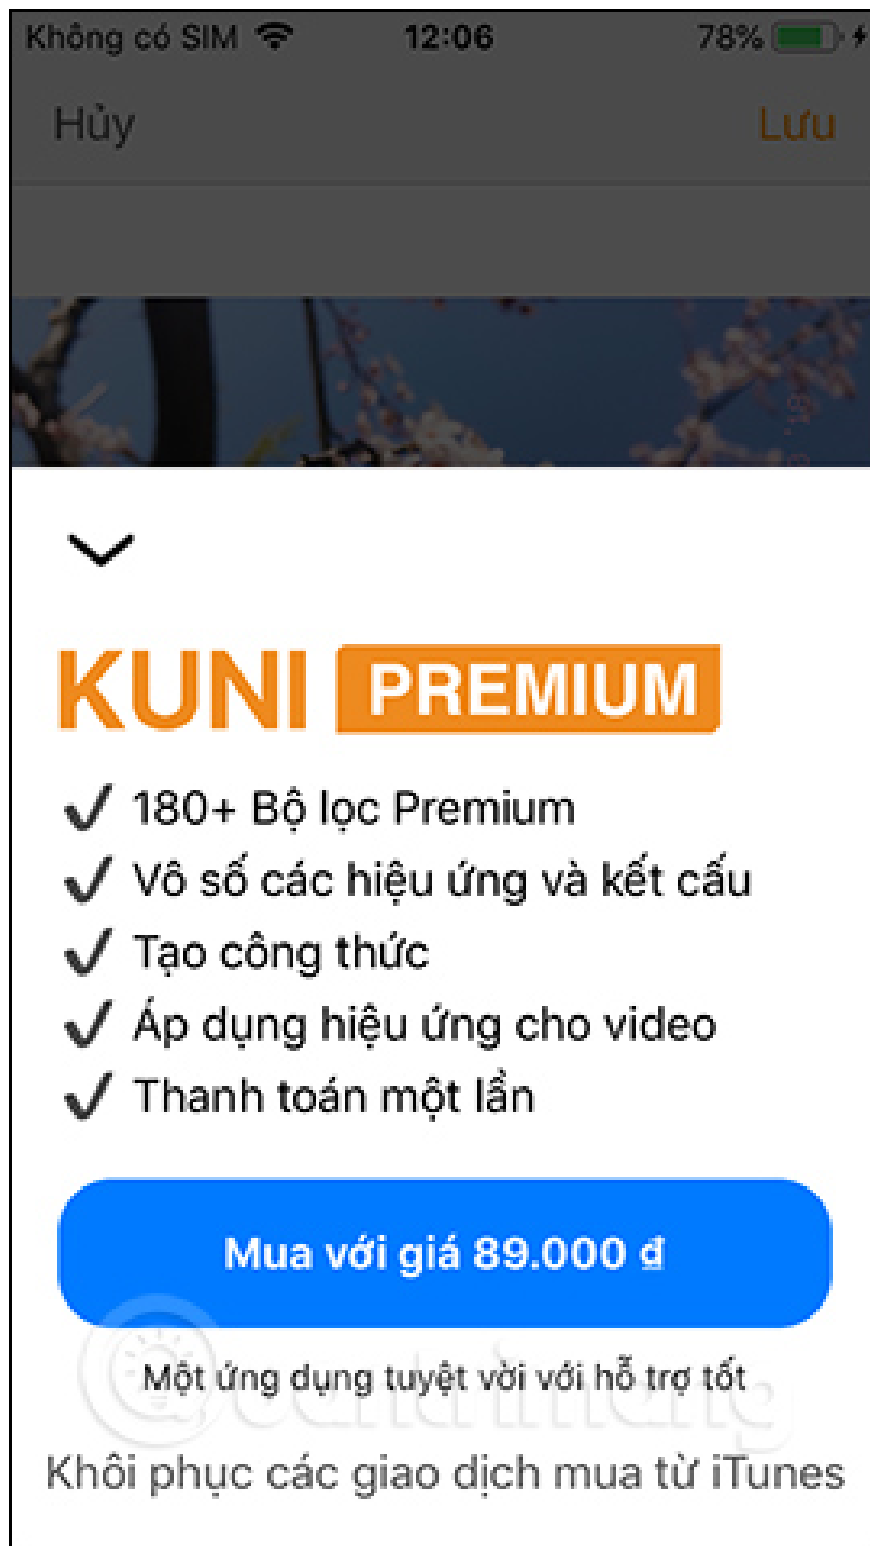 Không có SIM 12:06 78%
Hủy Lưu
KUNI PREMIUM
180+ Bộ lọc Premium
Vô số các hiệu ứng và kết cấu
Tạo công thức
Áp dụng hiệu ứng cho video
Thanh toán một lần
Mua với giá 89.000 đ
Một ứng dụng tuyệt vời với hỗ trợ tốt
Khôi phục các giao dịch mua từ iTunes